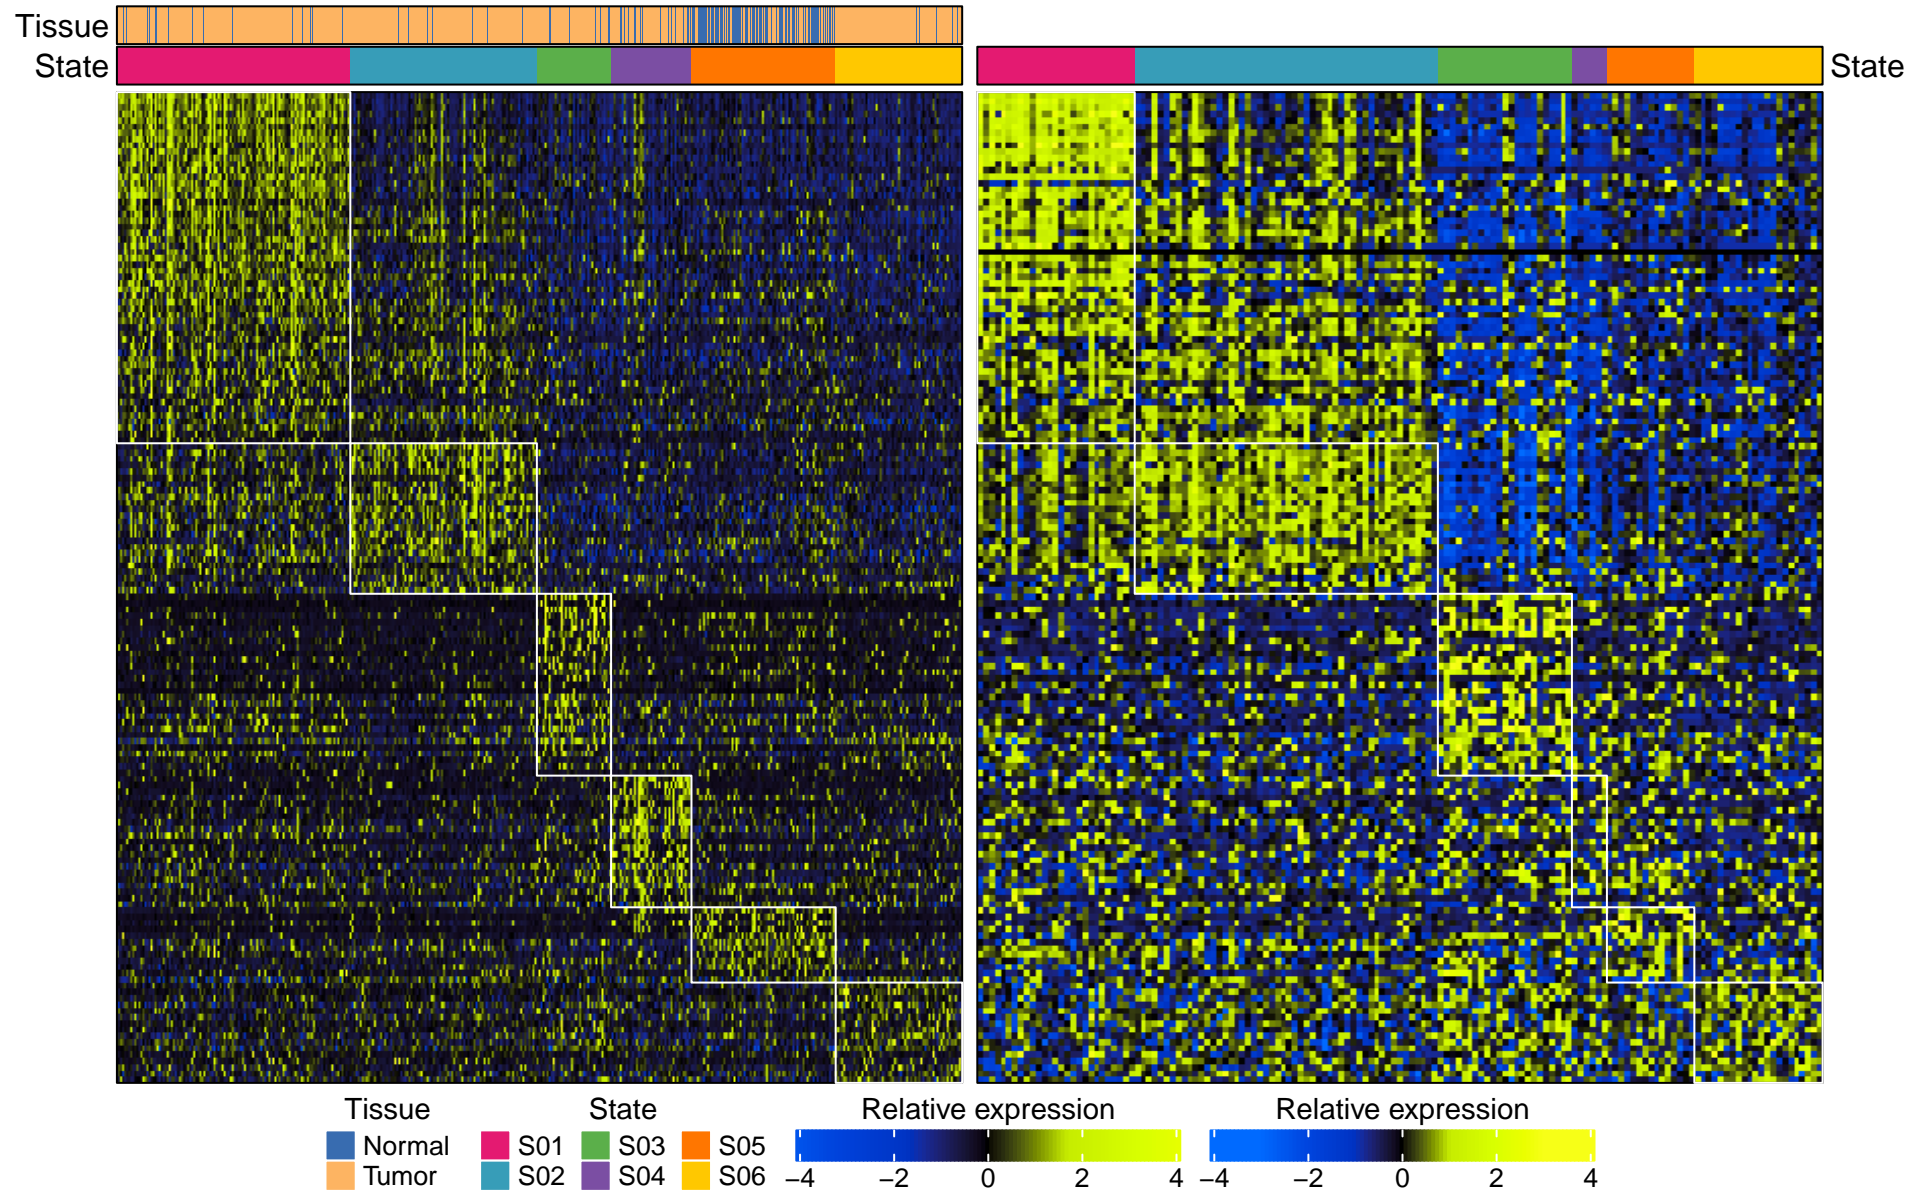 Tissue
State
State
Tissue State Relative expression Relative expression
Normal S01 S03 S05
Tumor S02 S04 S06
−4 −2 0 2 4 −4 −2 0 2 4